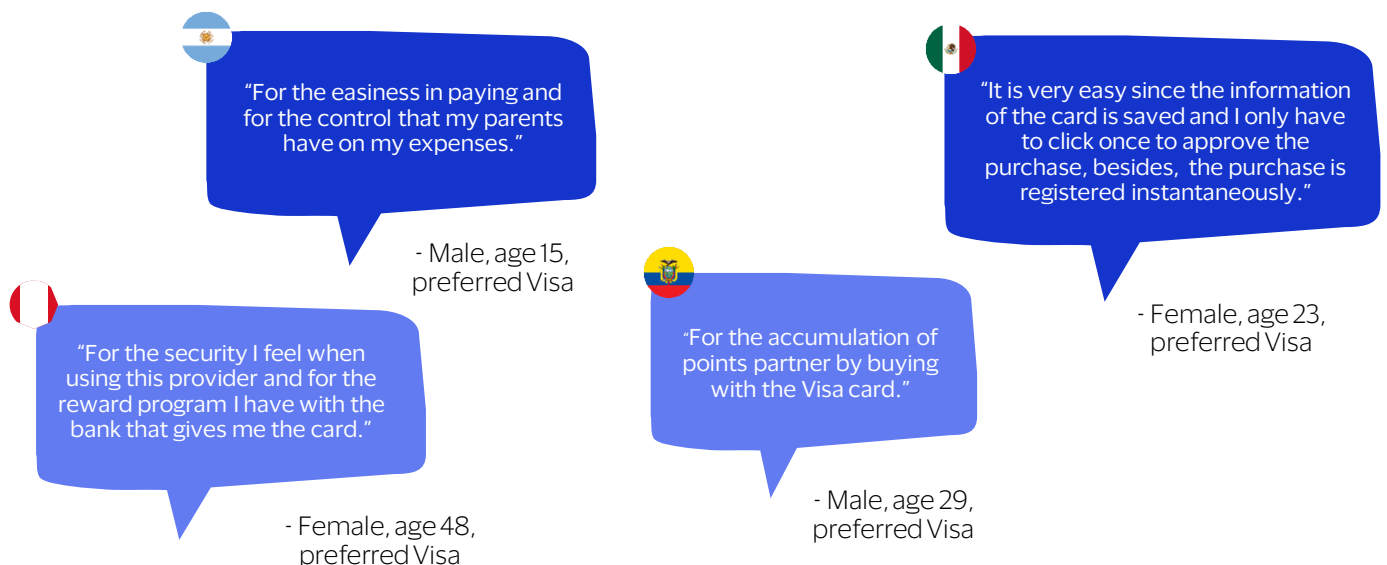 “For the easiness in paying and
for the control that my parents
have on my expenses.”
- Male, age 15,
preferred Visa
“It is very easy since the information
of the card is saved and I only have
to click once to approve the
purchase, besides, the purchase is
registered instantaneously.”
- Female, age 23,
preferred Visa
“For the security I feel when
using this provider and for the
reward program I have with the
bank that gives me the card.”
- Female, age 48,
preferred Visa
“For the accumulation of
points partner by buying
with the Visa card.”
- Male, age 29,
preferred Visa